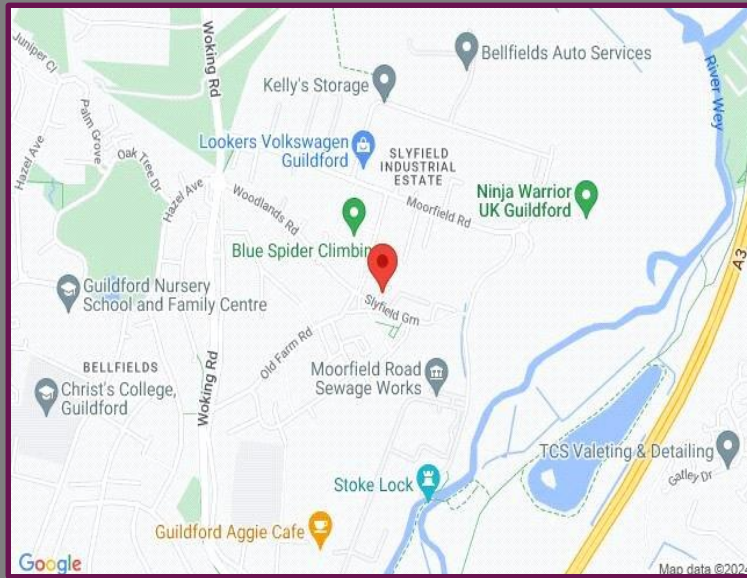 Juniper Cl
Woking Rd
Bellfields Auto Services
River Wey
Kelly's Storage
Palm Grove
Hazel Ave
Oak Tree Dr
Lookers Volkswagen
Guildford
SLYFIELD
INDUSTRIAL
ESTATE
Hazel Ave
Woodlands Rd
Moorfield Rd
Ninja Warrior
UK Guildford
Blue Spider Climbin
A3
Guildford Nursery
School and Family Centre
Slyfield Grn
Old Farm Rd
BELLFIELDS
Woking Rd
Moorfield Road
Sewage Works
Christ's College,
Guildford
TCS Valeting & Detailing
Gatley Dr
Stoke Lock
Guildford Aggie Cafe
Google
Map data ©2024